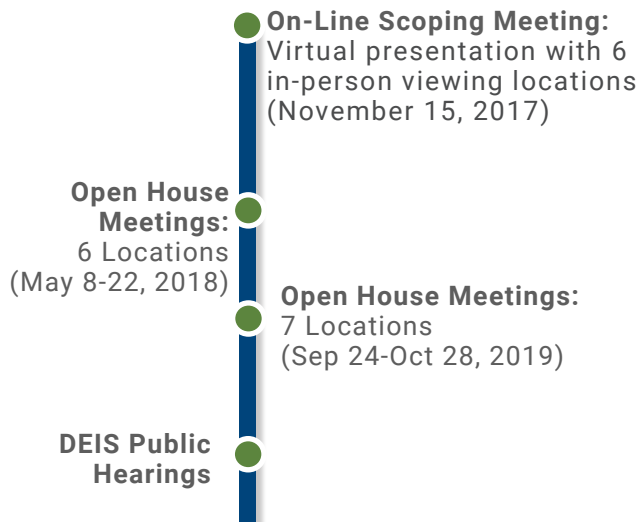 On-Line Scoping Meeting:
Virtual presentation with 6
in-person viewing locations
(November 15, 2017)
Open House
Meetings:
6 Locations
(May 8-22, 2018)
Open House Meetings:
7 Locations
(Sep 24-Oct 28, 2019)
DEIS Public
Hearings